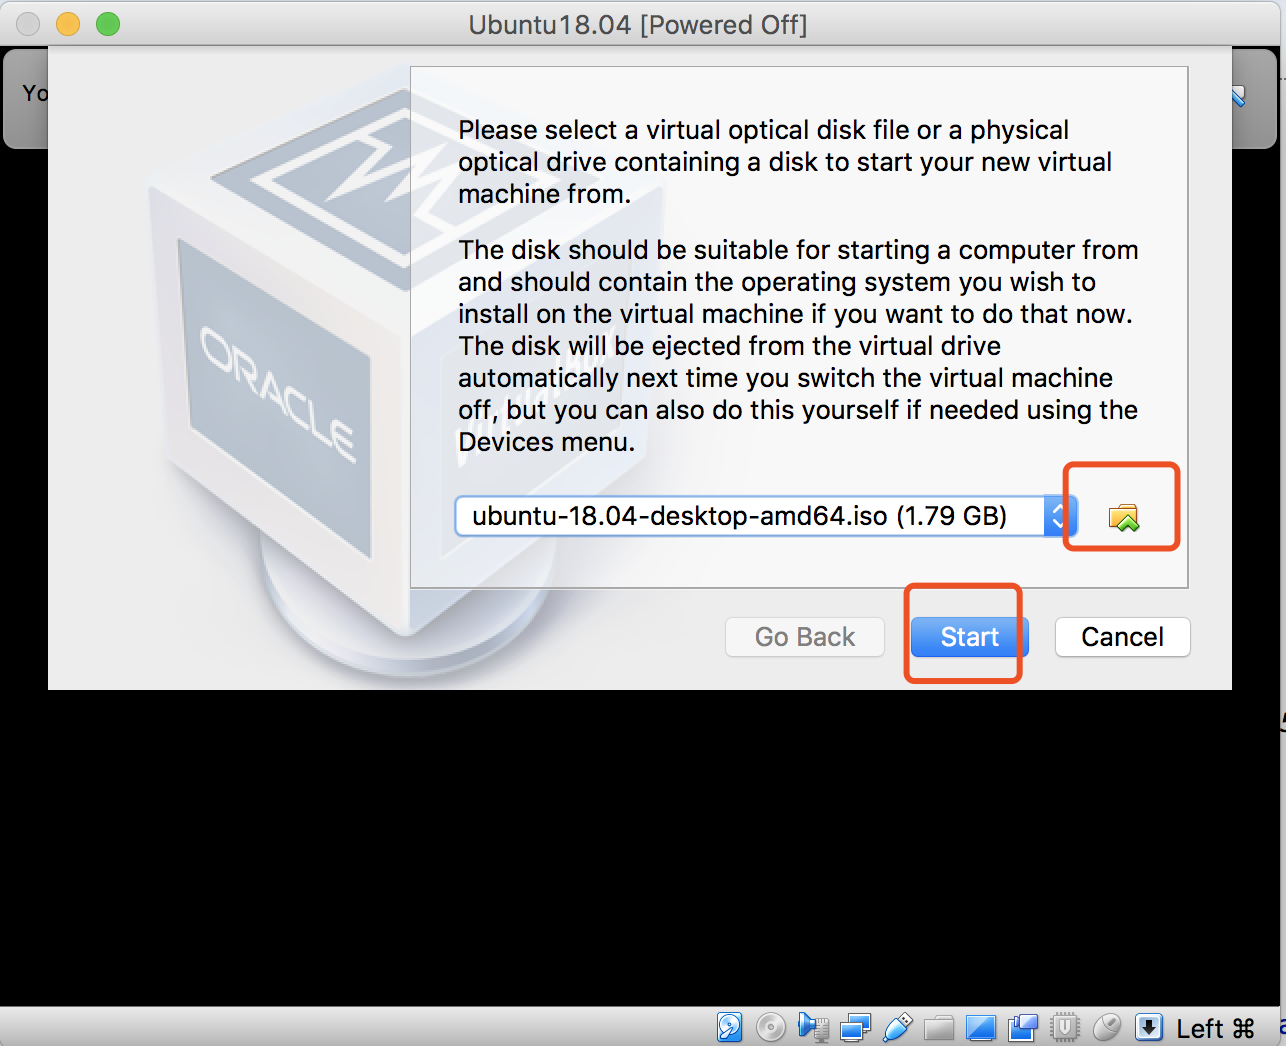 Ubuntu18.04 [Powered Off]
Yo
Please select a virtual optical disk file or a physical
optical drive containing a disk to start your new virtual
machine from.
The disk should be suitable for starting a computer from
and should contain the operating system you wish to
install on the virtual machine if you want to do that now.
The disk will be ejected from the virtual drive
automatically next time you switch the virtual machine
off, but you can also do this yourself if needed using the
Devices menu.
ORACLE
VirtualBox
ubuntu-18.04-desktop-amd64.iso (1.79 GB)
Go Back
Start
Cancel
Left ⌘